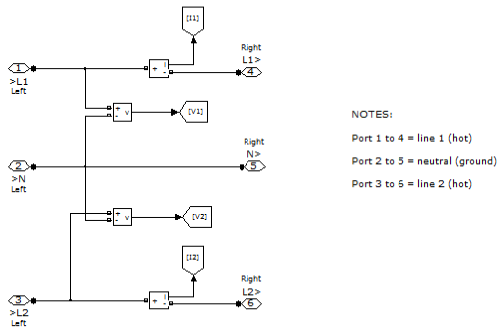 [I1]
Right
L1>
1
+
i
-
4
>L1
Left
+
-
v
[V1]
NOTES:
Port 1 to 4 = line 1 (hot)
Right
N>
2
5
Port 2 to 5 = neutral (ground)
>N
Left
Port 3 to 6 = line 2 (hot)
+
-
v
[V2]
[I2]
Right
L2>
3
+
i
-
6
>L2
Left